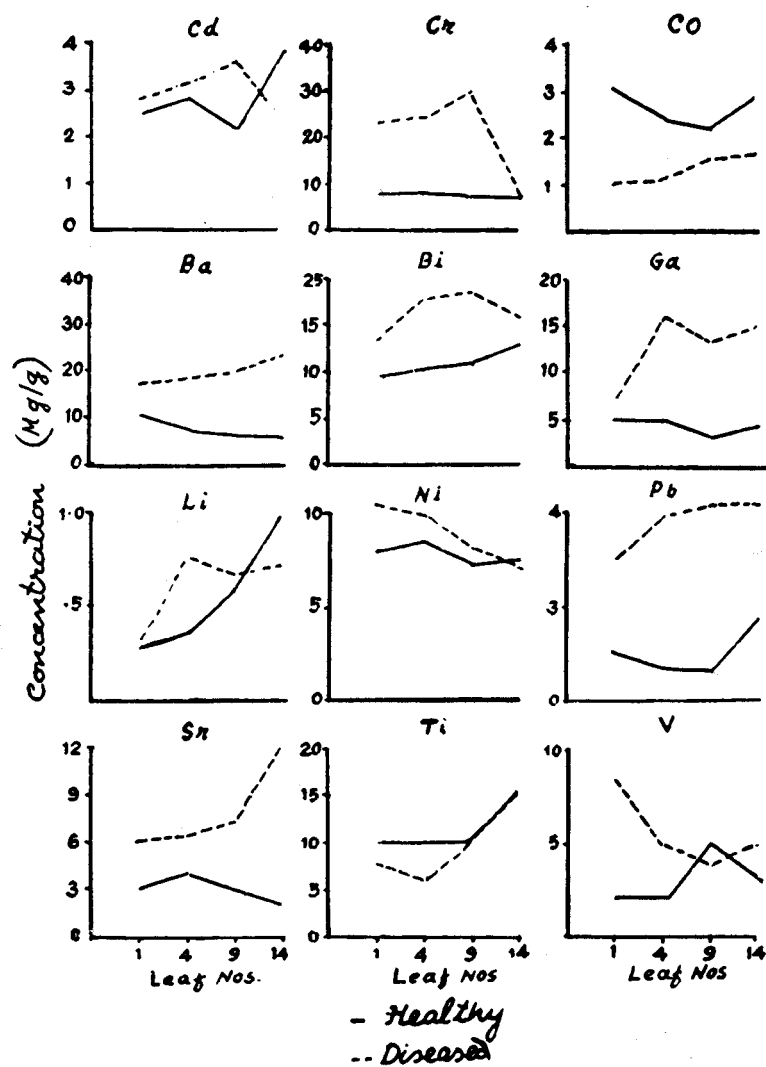 Cd Cr CO
4 40 4
3 30 3
2 20 2
1 10 1
0 0
Ba Bi Ga
40 25 20
30 20 15
20 15 10
10 10 5
0 5
0
Concentration (Mg/g)
Li Ni Pb
1.0 10 4
.5 5 3
0 0
Sr Ti V
12 20 10
9 15 5
6 10
3 5
0 0
1 4 9 14 1 4 9 14 1 4 9 14
Leaf Nos. Leaf Nos Leaf Nos
- Healthy
-- Diseased